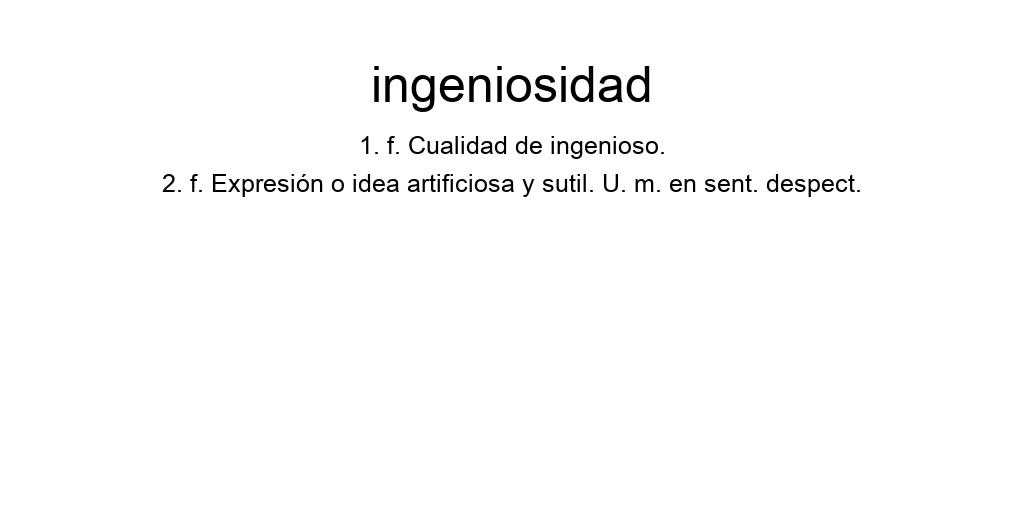 ingeniosidad
1. f. Cualidad de ingenioso.
2. f. Expresión o idea artificiosa y sutil. U. m. en sent. despect.